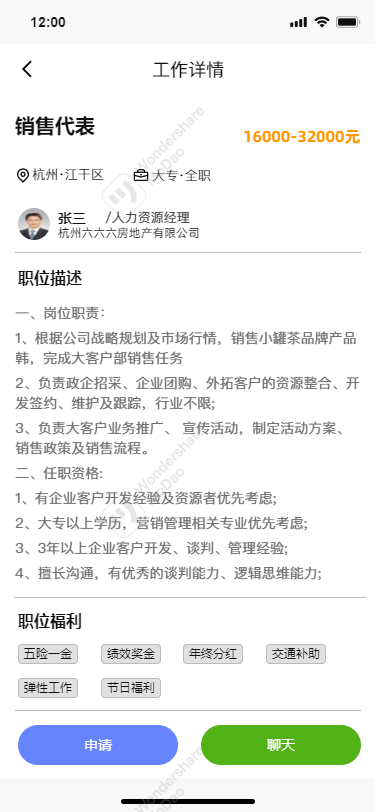 12:00
工作详情
销售代表
16000-32000元
杭州·江干区
大专·全职
张三 /人力资源经理
杭州六六六房地产有限公司
职位描述
一、岗位职责：
1、根据公司战略规划及市场行情，销售小罐茶品牌产品
韩，完成大客户部销售任务
2、负责政企招采、企业团购、外拓客户的资源整合、开
发签约、维护及跟踪，行业不限;
3、负责大客户业务推广、 宣传活动，制定活动方案、
销售政策及销售流程。
二、任职资格:
1、有企业客户开发经验及资源者优先考虑;
2、大专以上学历，营销管理相关专业优先考虑;
3、3年以上企业客户开发、谈判、管理经验;
4、擅长沟通，有优秀的谈判能力、逻辑思维能力;
职位福利
五险一金 绩效奖金 年终分红 交通补助
弹性工作 节日福利
申请 聊天
Wondershare
Wondershare
Wondershare